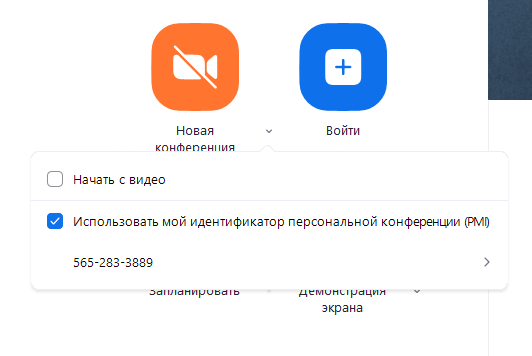 Новая
конференция
Войти
Начать с видео
Использовать мой идентификатор персональной конференции (PMI)
565-283-3889
Запланировать
Демонстрация
экрана